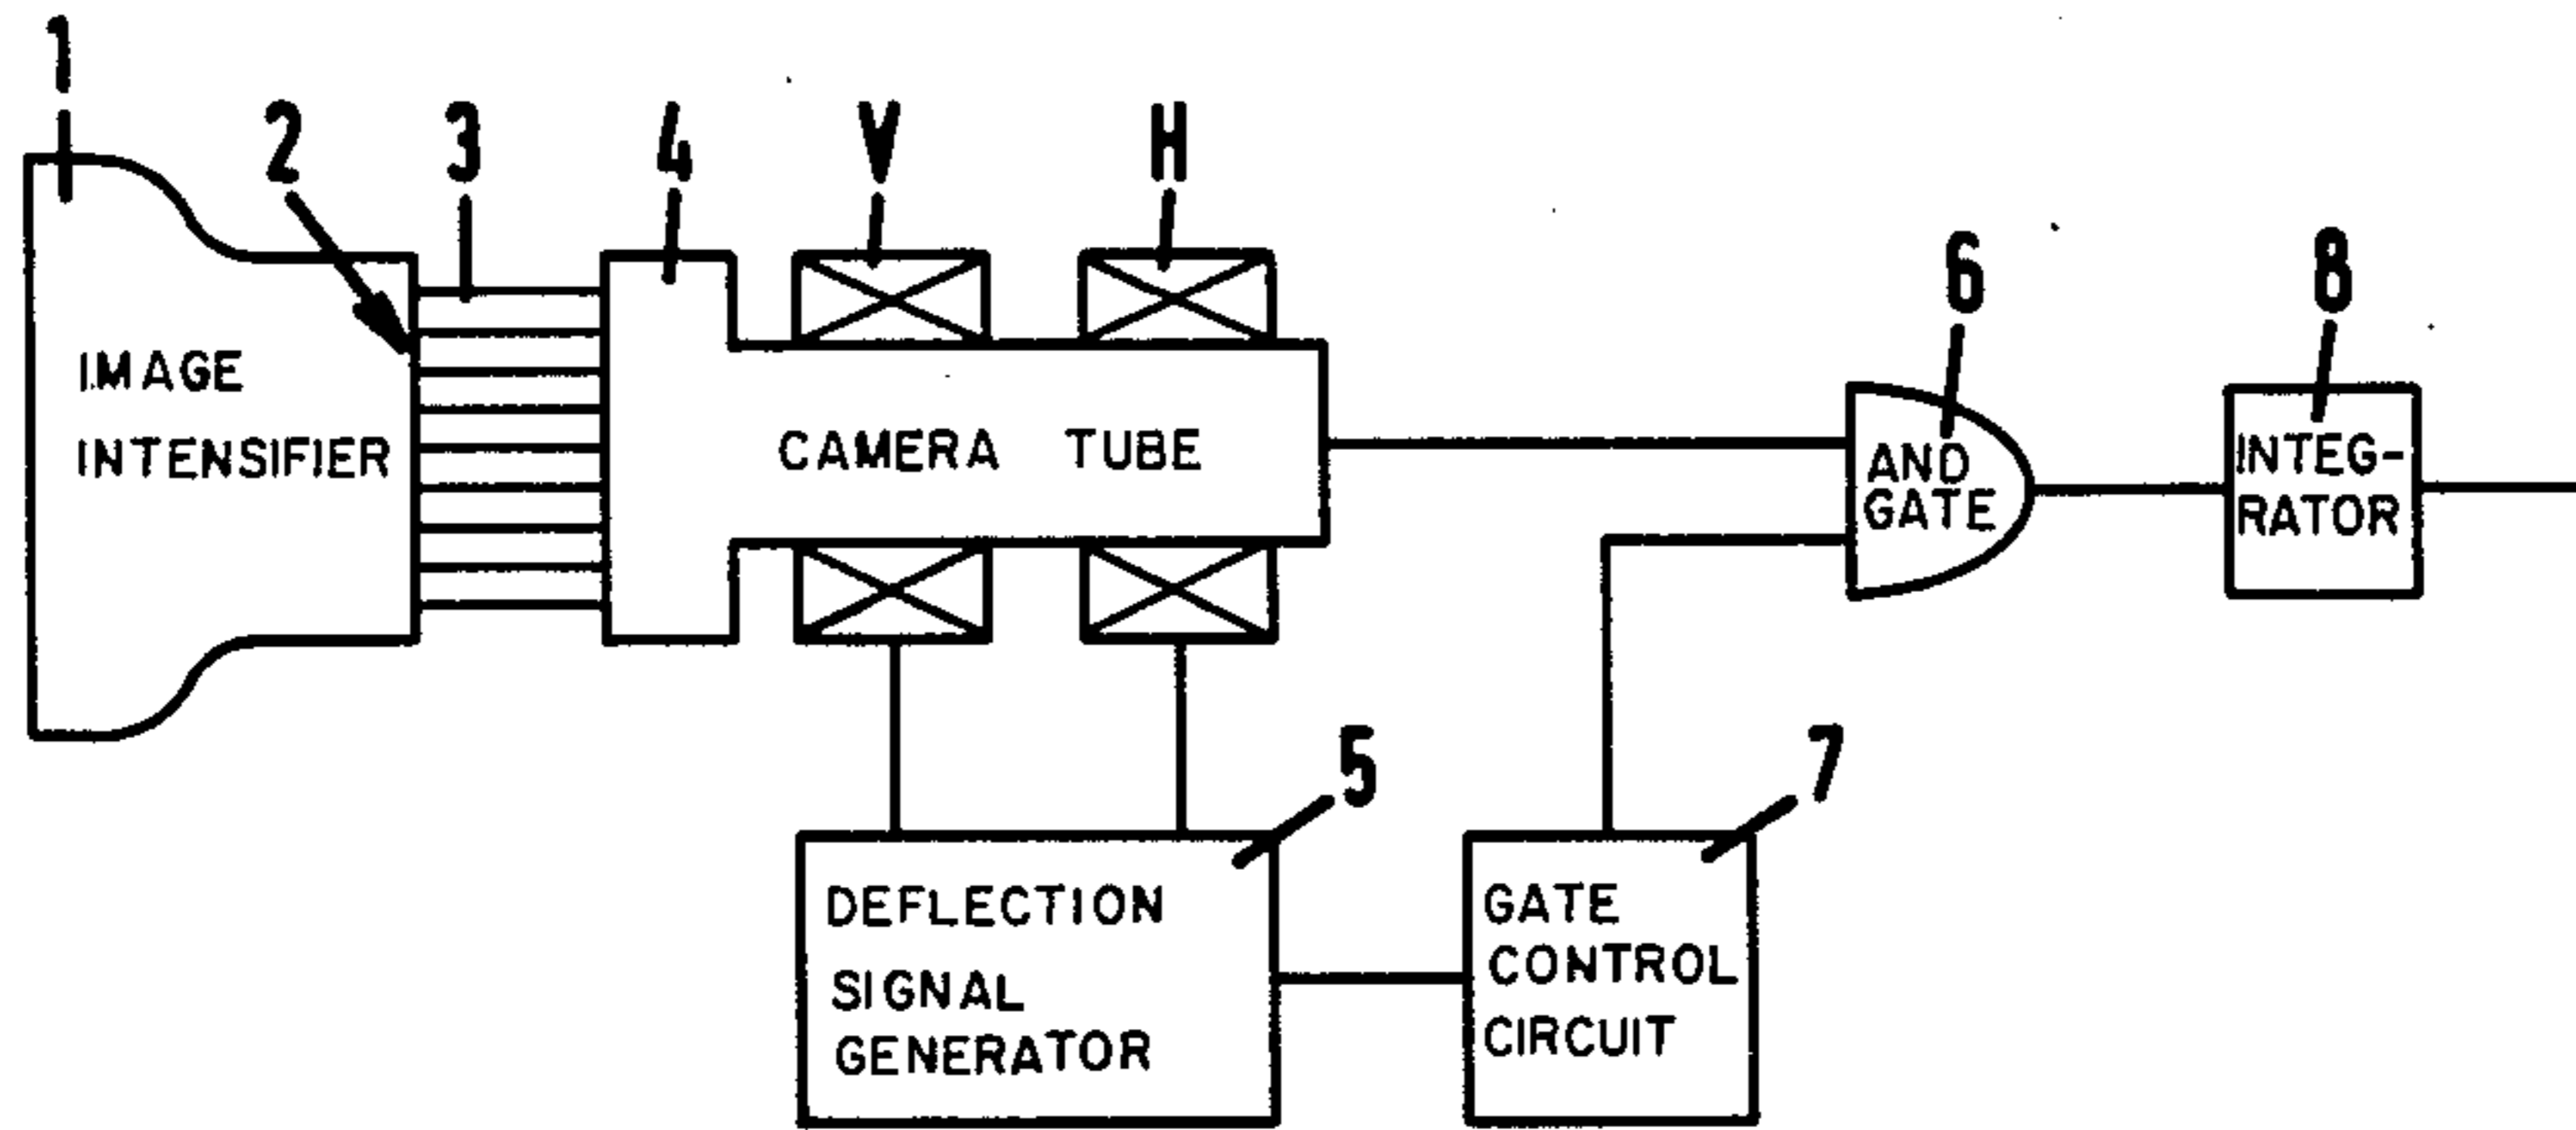 1
2
3
4
V
H
6
8
IMAGE
INTENSIFIER
CAMERA TUBE
AND
GATE
INTEG-
RATOR
5
7
DEFLECTION
SIGNAL
GENERATOR
GATE
CONTROL
CIRCUIT